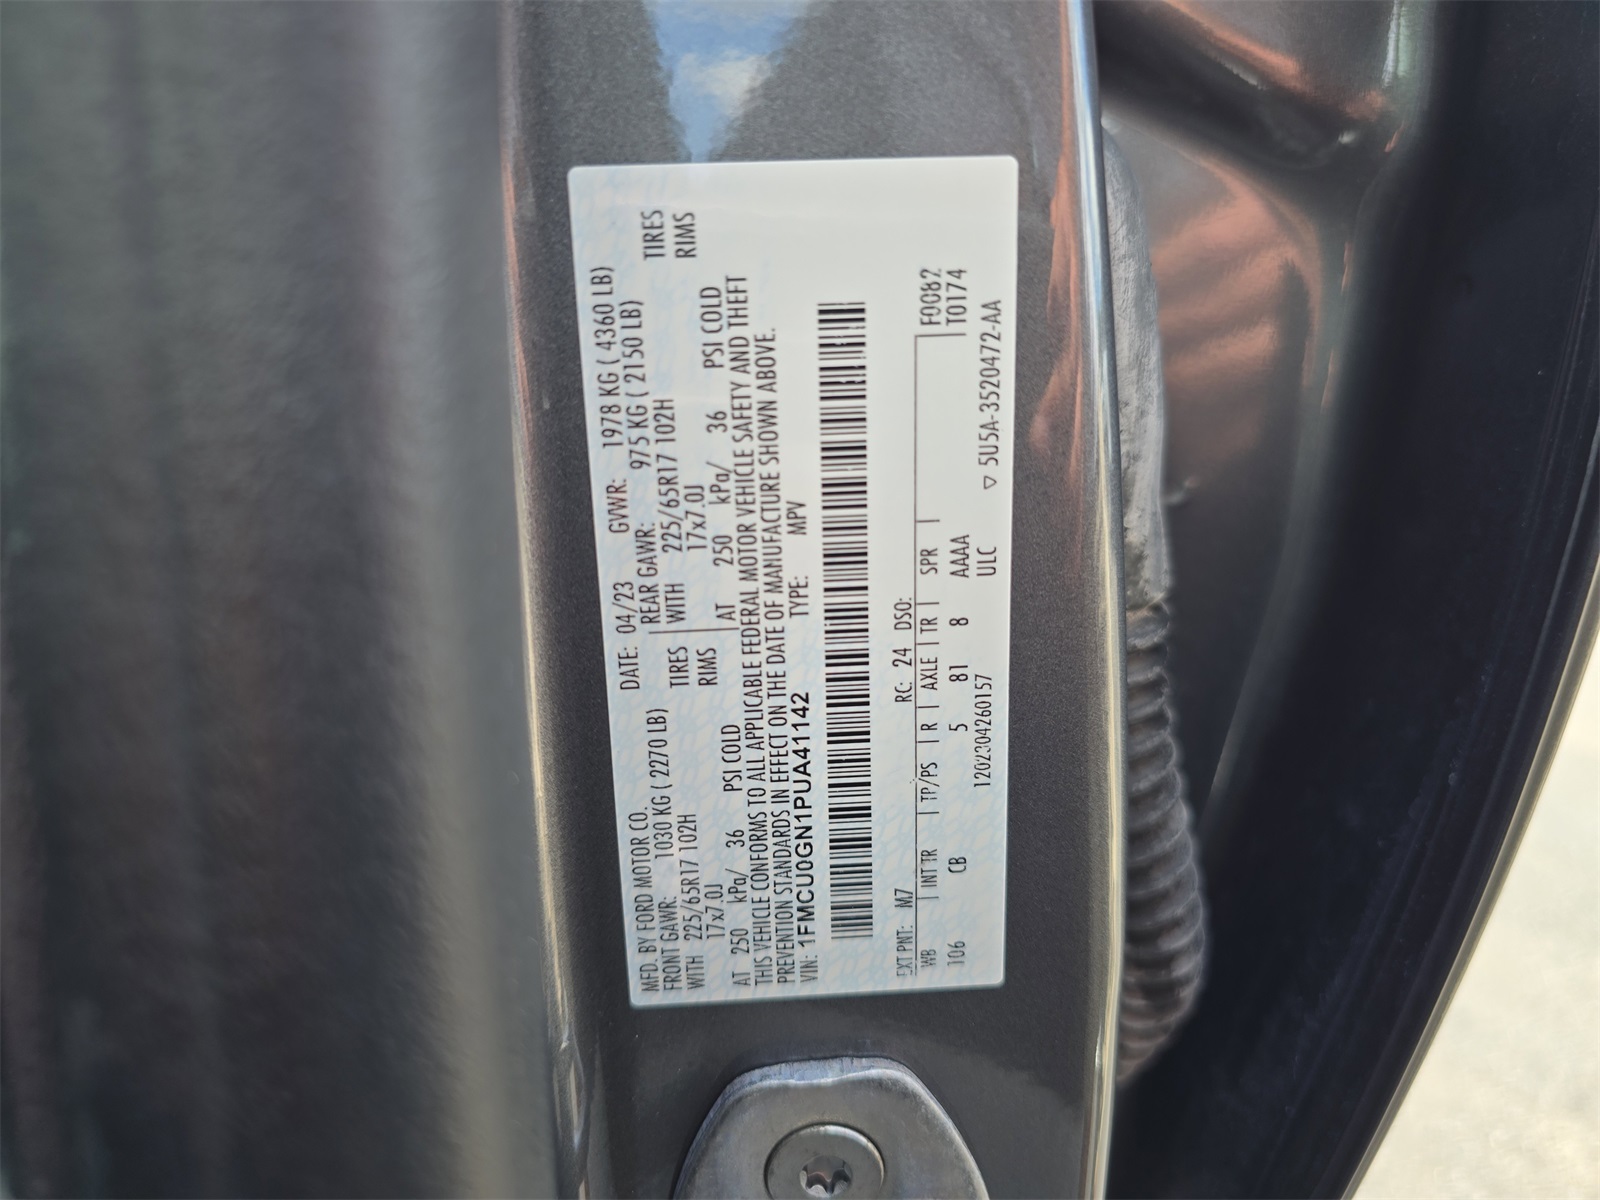 MFD. BY FORD MOTOR CO. DATE: 04/23 GVWR: 1978 KG ( 4360 LB)
FRONT GAWR: 1030 KG ( 2270 LB) REAR GAWR: 975 KG ( 2150 LB)
WITH 225/65R17 102H TIRES WITH 225/65R17 102H TIRES
17x7.0J RIMS 17x7.0J RIMS
AT 250 kPa/ 36 PSI COLD AT 250 kPa/ 36 PSI COLD
THIS VEHICLE CONFORMS TO ALL APPLICABLE FEDERAL MOTOR VEHICLE SAFETY AND THEFT
PREVENTION STANDARDS IN EFFECT ON THE DATE OF MANUFACTURE SHOWN ABOVE.
VIN: 1FMCU0GN1PUA41142 TYPE: MPV
EXT PNT: M7 RC: 24 DSO: F0082
WB | INT TR | TP/PS | R | AXLE | TR | SPR | T0174
106 CB 5 81 8 AAAA
120230426015​7 ULC ▽ 5U5A-3520472-AA